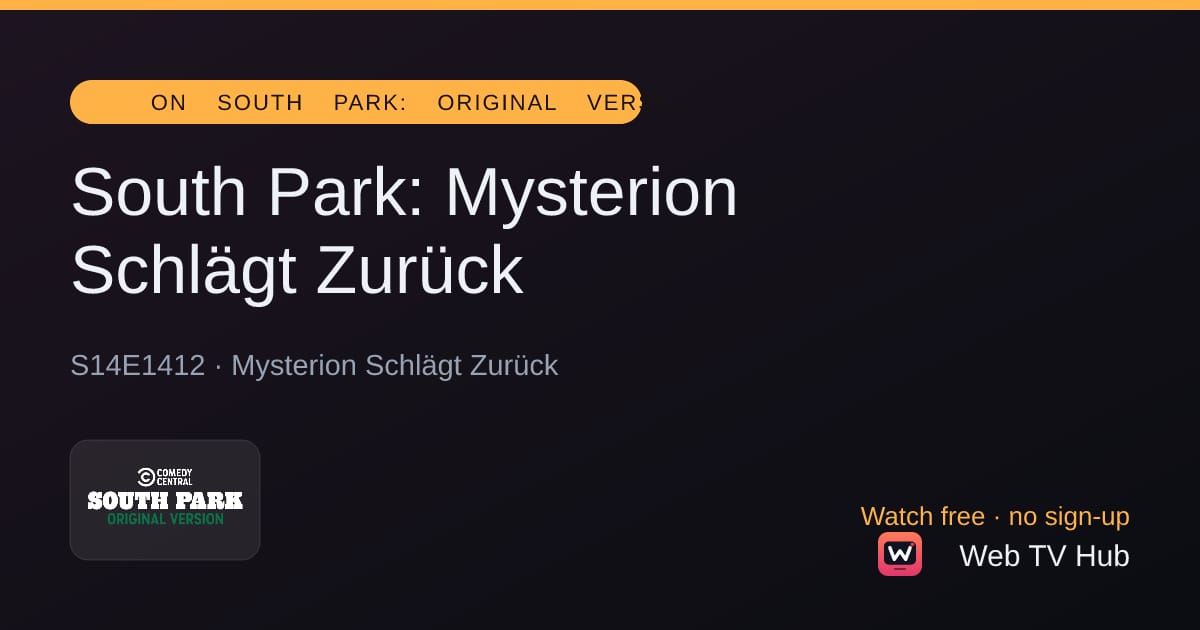 ON SOUTH PARK: ORIGINAL
South Park: Mysterion
Schlägt Zurück
S14E1412 · Mysterion Schlägt Zurück
COMEDY
CENTRAL
SOUTH PARK
ORIGINAL VERSION
Watch free · no sign-up
Web TV Hub